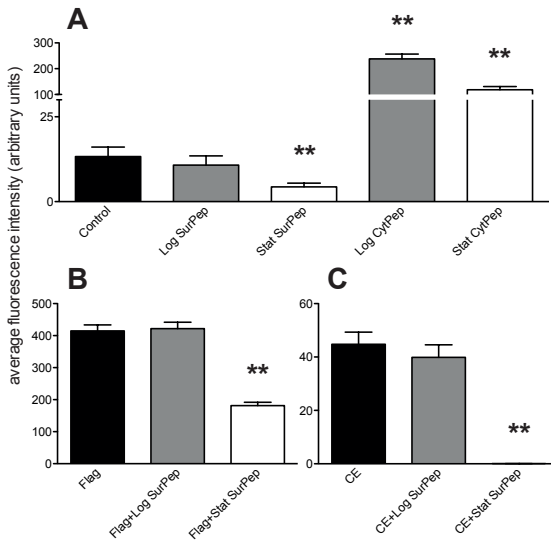 average fluorescence intensity (arbitrary units)
A
300
200
100
25
0
**
**
**
Control
Log SurPep
Stat SurPep
Log CytPep
Stat CytPep
B
500
400
300
200
100
0
**
Flag
Flag+Log SurPep
Flag+Stat SurPep
C
60
40
20
0
**
CE
CE+Log SurPep
CE+Stat SurPep